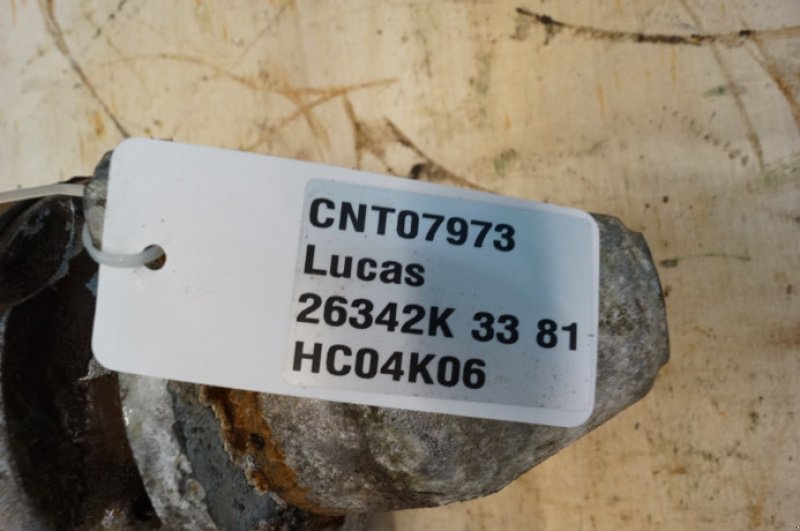 CNT07973
Lucas
26342K 33 81
HC04K06